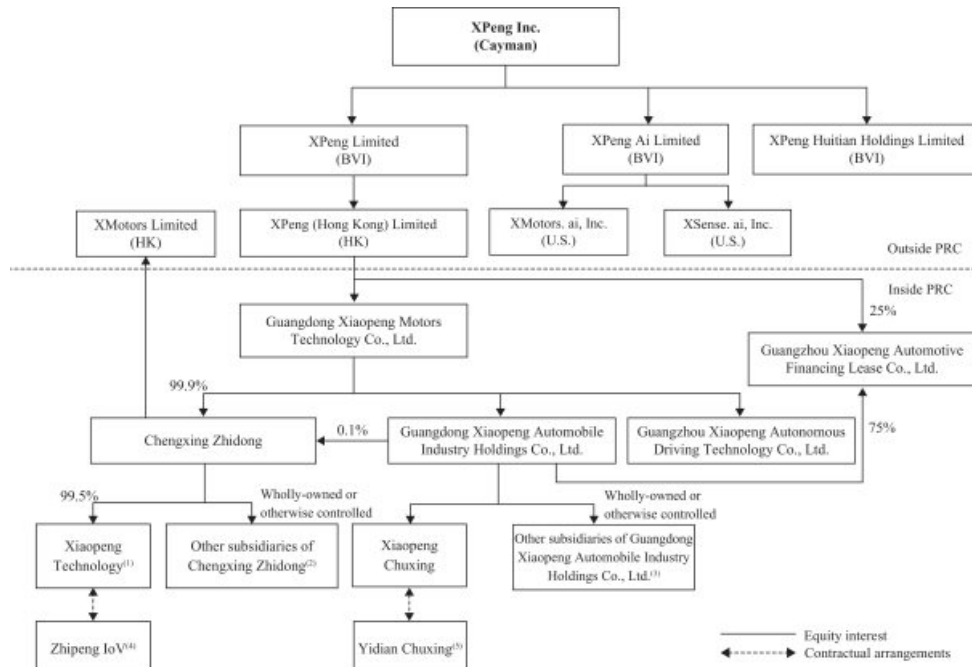 XPeng Inc.
(Cayman)
XPeng Limited
(BVI)
XPeng Ai Limited
(BVI)
XPeng Huitian Holdings Limited
(BVI)
XMotors Limited
(HK)
XPeng (Hong Kong) Limited
(HK)
XMotors. ai, Inc.
(U.S.)
XSense. ai, Inc.
(U.S.)
Outside PRC
Inside PRC
Guangdong Xiaopeng Motors
Technology Co., Ltd.
25%
Guangzhou Xiaopeng Automotive
Financing Lease Co., Ltd.
99.9%
Chengxing Zhidong
0.1%
Guangdong Xiaopeng Automobile
Industry Holdings Co., Ltd.
Guangzhou Xiaopeng Autonomous
Driving Technology Co., Ltd.
75%
99.5%
Wholly-owned or
otherwise controlled
Wholly-owned or
otherwise controlled
Xiaopeng
Technology(1)
Other subsidiaries of
Chengxing Zhidong(2)
Xiaopeng
Chuxing
Other subsidiaries of Guangdong
Xiaopeng Automobile Industry
Holdings Co., Ltd.(3)
Zhipeng IoV(4)
Yidian Chuxing(5)
Equity interest
Contractual arrangements